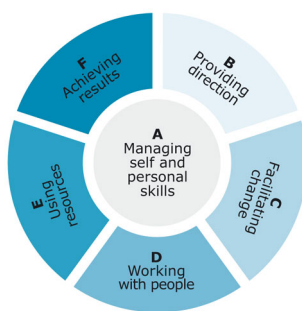 A
Managing
self and
personal
skills
B
Providing
direction
C
Facilitating
change
D
Working
with people
E
Using
resources
F
Achieving
results